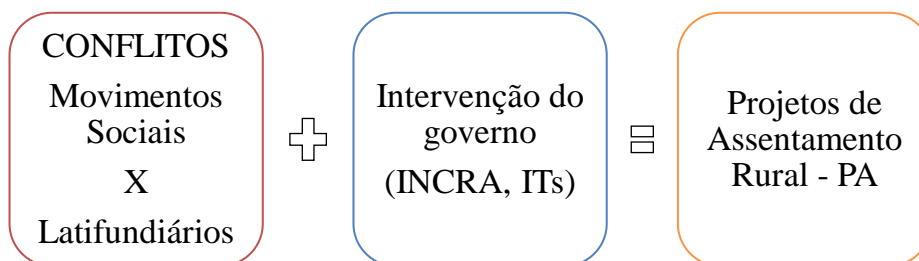 CONFLITOS
Movimentos
Sociais
X
Latifundiários
Intervenção do
governo
(INCRA, ITs)
Projetos de
Assentamento
Rural - PA